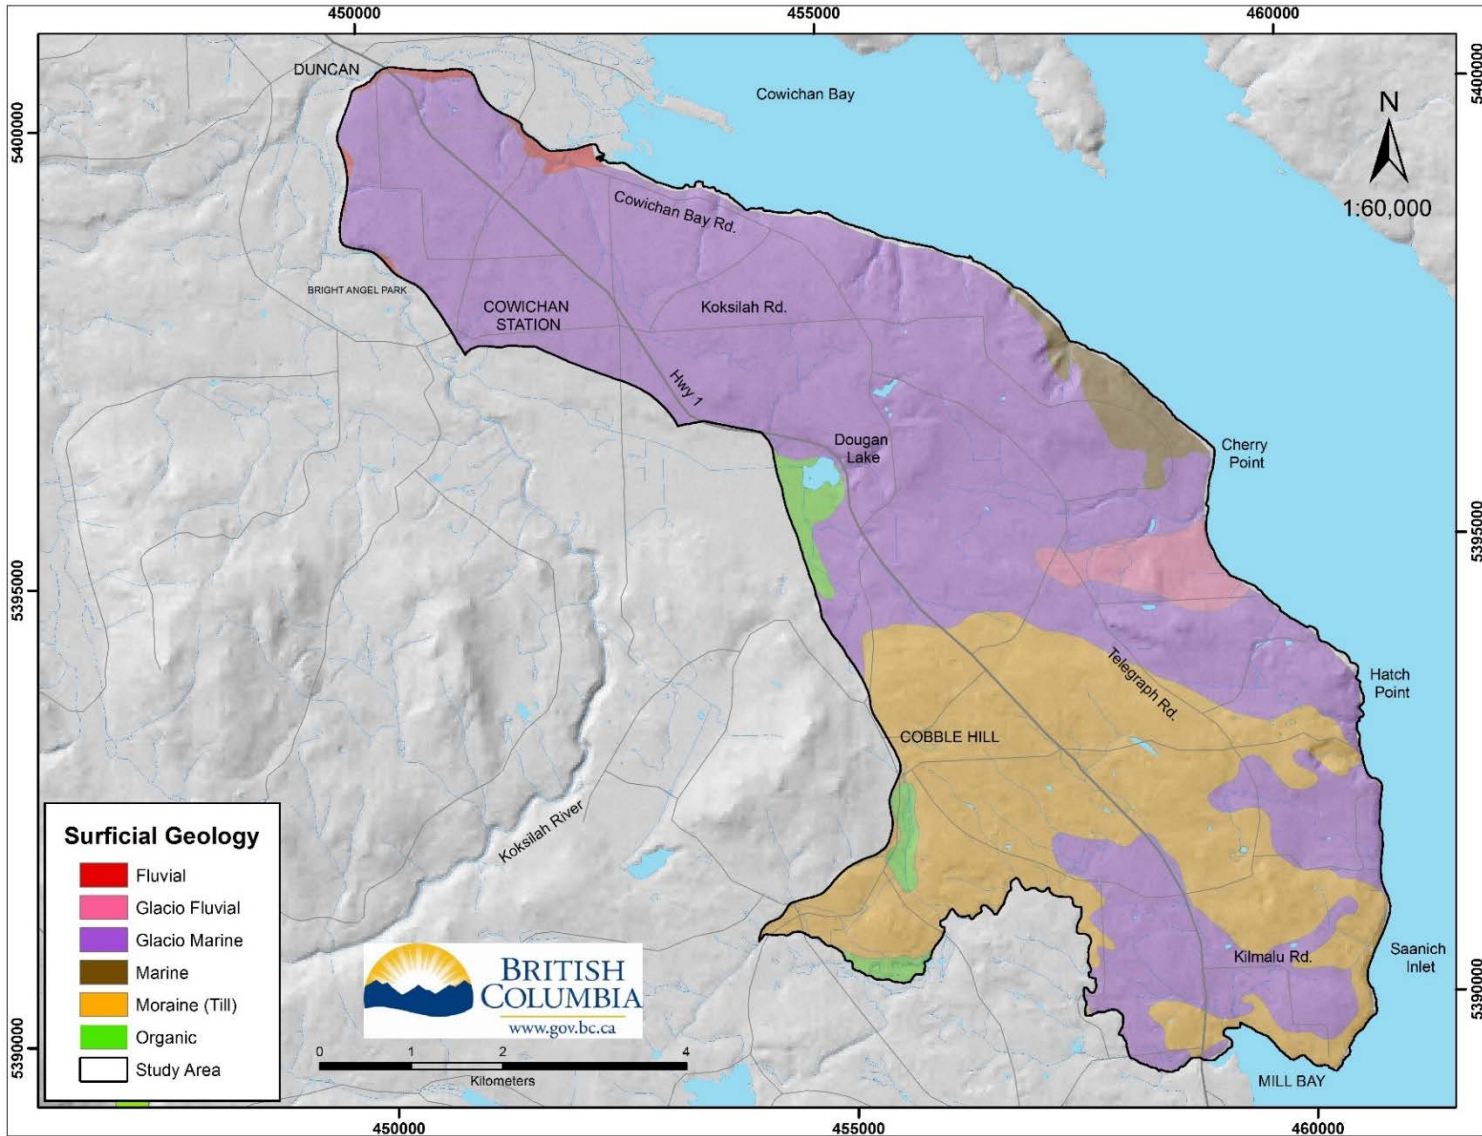 450000
455000
460000
DUNCAN
Cowichan Bay
5400000
5400000
N
1:60,000
Cowichan Bay Rd.
BRIGHT ANGEL PARK
COWICHAN
STATION
Koksilah Rd.
Hwy 1
Dougan
Lake
Cherry
Point
5395000
5395000
Telegraph Rd.
Hatch
Point
COBBLE HILL
Koksilah River
Surficial Geology
Fluvial
Glacio Fluvial
Glacio Marine
Marine
Moraine (Till)
Organic
Study Area
BRITISH
COLUMBIA
www.gov.bc.ca
0
1
2
4
Kilometers
Kilmalu Rd.
Saanich
Inlet
MILL BAY
5390000
5390000
450000
455000
460000